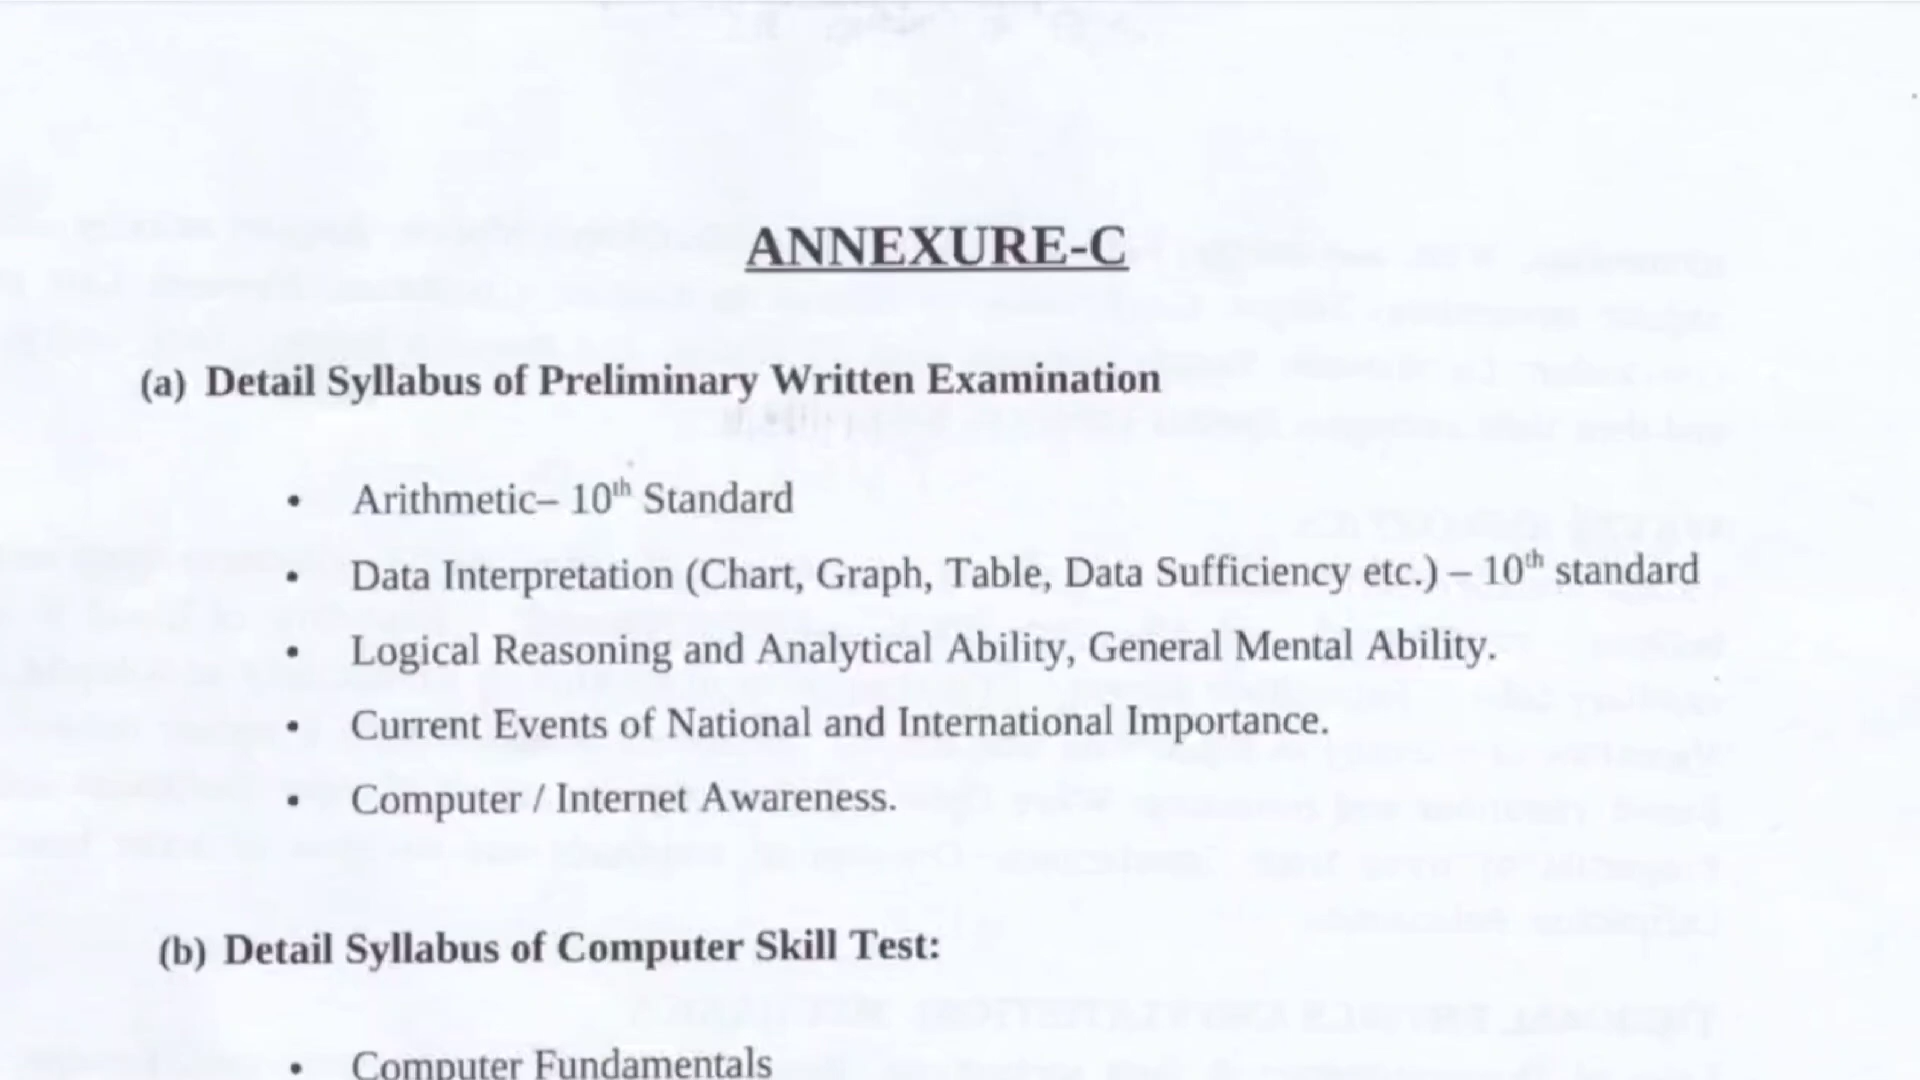 ANNEXURE-C
(a) Detail Syllabus of Preliminary Written Examination
• Arithmetic– 10th Standard
• Data Interpretation (Chart, Graph, Table, Data Sufficiency etc.) – 10th standard
• Logical Reasoning and Analytical Ability, General Mental Ability.
• Current Events of National and International Importance.
• Computer / Internet Awareness.
(b) Detail Syllabus of Computer Skill Test:
• Computer Fundamentals